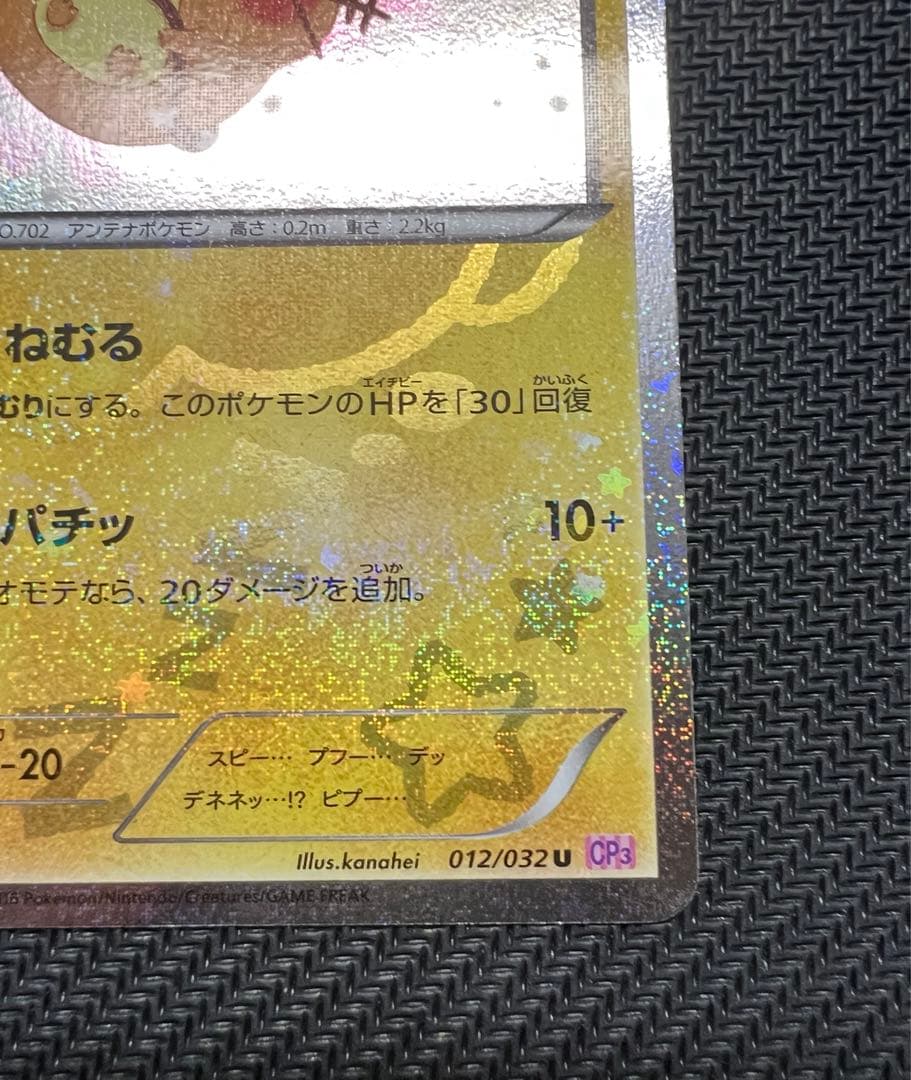 O.702 アンテナポケモン 高さ：0.2m 重さ：2.2kg
ねむる
エイチピー かいふく
むりにする。このポケモンのHPを「30」回復
パチッ 10+
ついか
オモテなら、20ダメージを追加。
-20
スピー… プフー… デッ
デネネッ…!? ピプー…
Illus.kanahei 012/032 U CP3
16 Pokémon/Nintendo/Creatures/GAME FREAK